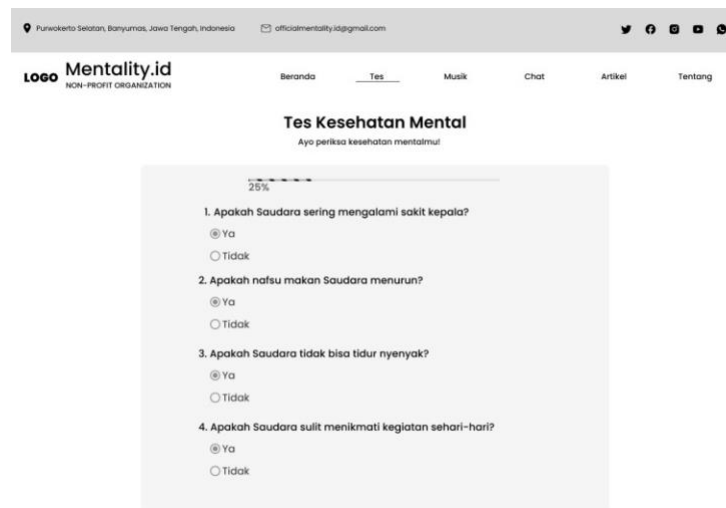 Purwokerto Selatan, Banyumas, Jawa Tengah, Indonesia officialmentality.id@gmail.com
LOGO Mentality.id
NON-PROFIT ORGANIZATION
Beranda Tes Musik Chat Artikel Tentang
Tes Kesehatan Mental
Ayo periksa kesehatan mentalmu!
25%
1. Apakah Saudara sering mengalami sakit kepala?
Ya
Tidak
2. Apakah nafsu makan Saudara menurun?
Ya
Tidak
3. Apakah Saudara tidak bisa tidur nyenyak?
Ya
Tidak
4. Apakah Saudara sulit menikmati kegiatan sehari-hari?
Ya
Tidak